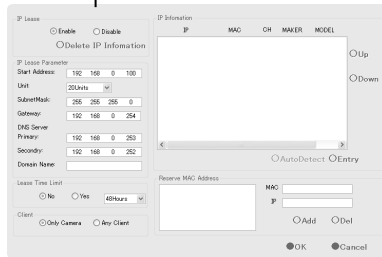 IP Lease
Enable Disable
Delete IP Infomation
IP Lease Parameter
Start Address: 192 168 0 100
Unit: 20Units
SubnetMask: 255 255 255 0
Gateway: 192 168 0 254
DNS Server
Primary: 192 168 0 253
Secondry: 192 168 0 252
Domain Name:
Lease Time Limit
No Yes 48Hours
Client
Only Camera Any Client
IP Infomation
IP MAC CH MAKER MODEL
Up
Down
AutoDetect Entry
Reserve MAC Address
MAC
IP
Add Del
OK Cancel